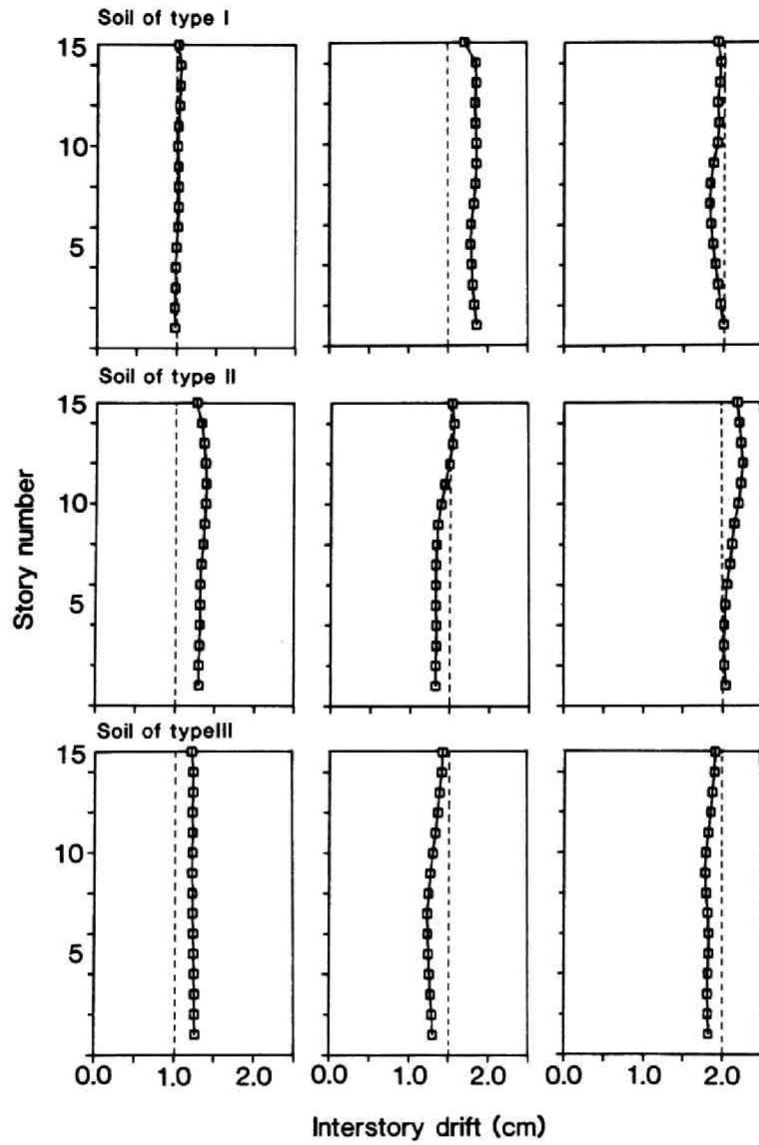 Soil of type I
15
10
5
Soil of type II
15
10
5
Story number
Soil of typeIII
15
10
5
0.0 1.0 2.0 0.0 1.0 2.0 0.0 1.0 2.0
Interstory drift (cm)